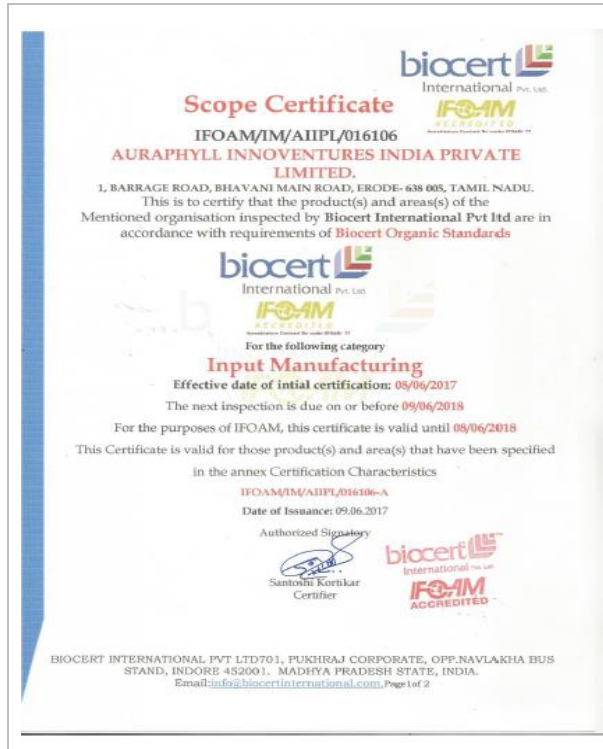 biocert
International Pvt. Ltd.
IFOAM
ACCREDITED
Scope Certificate
IFOAM/IM/AIIPL/016106
AURAPHYLL INNOVENTURES INDIA PRIVATE
LIMITED.
1, BARRAGE ROAD, BHAVANI MAIN ROAD, ERODE- 638 005, TAMIL NADU.
This is to certify that the product(s) and areas(s) of the
Mentioned organisation inspected by Biocert International Pvt ltd are in
accordance with requirements of Biocert Organic Standards
biocert
International Pvt. Ltd.
IFOAM
ACCREDITED
For the following category
Input Manufacturing
Effective date of intial certification: 08/06/2017
The next inspection is due on or before 09/06/2018
For the purposes of IFOAM, this certificate is valid until 08/06/2018
This Certificate is valid for those product(s) and area(s) that have been specified
in the annex Certification Characteristics
IFOAM/IM/AIIPL/016106-A
Date of Issuance: 09.06.2017
Authorized Signatory
Santosh Kortikar
Certifier
biocert
International Pvt. Ltd.
IFOAM
ACCREDITED
BIOCERT INTERNATIONAL PVT LTD701, PUKHRAJ CORPORATE, OPP.NAVLAKHA BUS
STAND, INDORE 452001. MADHYA PRADESH STATE, INDIA.
Email:info@biocertinternational.com,Page1of 2